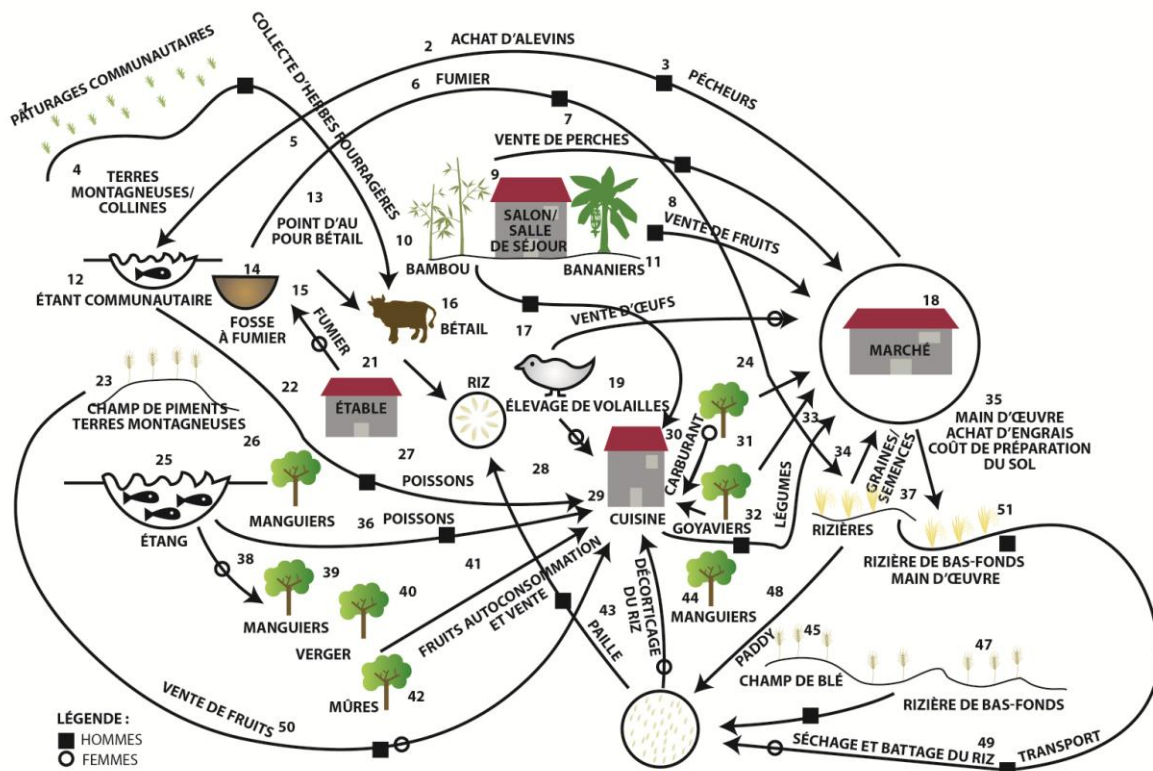 PÂTURAGES COMMUNAUTAIRES
1
COLLECTE D'HERBES FOURRAGÈRES
2
ACHAT D'ALEVINS
3
PÉCHEURS
4
TERRES
MONTAGNEUSES/
COLLINES
5
6
FUMIER
7
VENTE DE PERCHES
8
VENTE DE FRUITS
9
SALON/
SALLE
DE SÉJOUR
10
BAMBOU
11
BANANIERS
12
ÉTANT COMMUNAUTAIRE
13
POINT D'AU
POUR BÉTAIL
14
FOSSE
À FUMIER
15
FUMIER
16
BÉTAIL
17
VENTE D'ŒUFS
18
MARCHÉ
19
ÉLEVAGE DE VOLAILLES
RIZ
21
ÉTABLE
22
23
CHAMP DE PIMENTS
TERRES MONTAGNEUSES
24
25
ÉTANG
26
MANGUIERS
27
POISSONS
28
29
CUISINE
30
CARBURANT
31
32
GOYAVIERS
33
LÉGUMES
34
GRAINES/
SEMENCES
35
MAIN D'ŒUVRE
ACHAT D'ENGRAIS
COÛT DE PRÉPARATION
DU SOL
36
POISSONS
37
RIZIÈRES
38
39
MANGUIERS
40
VERGER
41
FRUITS AUTOCONSOMMATION
ET VENTE
42
MÛRES
43
PAILLE
DÉCORTICAGE
DU RIZ
44
MANGUIERS
45
CHAMP DE BLÉ
47
RIZIÈRE DE BAS-FONDS
48
PADDY
49
SÉCHAGE ET BATTAGE DU RIZ
TRANSPORT
50
VENTE DE FRUITS
51
RIZIÈRE DE BAS-FONDS
MAIN D'ŒUVRE
LÉGENDE :
HOMMES
FEMMES